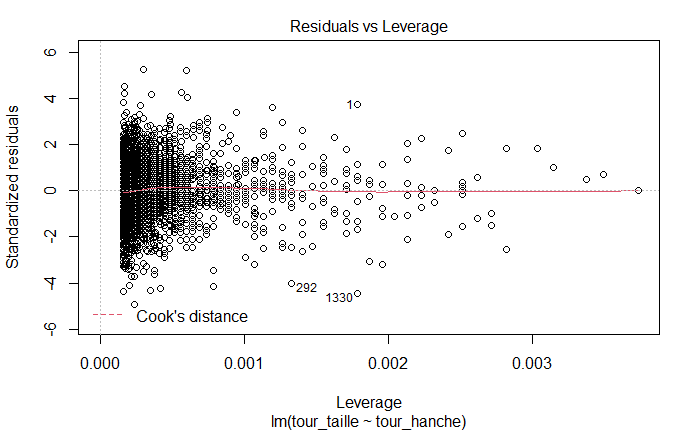 Residuals vs Leverage
Standardized residuals
6
4
2
0
-2
-4
-6
1
292
1330
Cook's distance
0.000 0.001 0.002 0.003
Leverage
lm(tour_taille ~ tour_hanche)